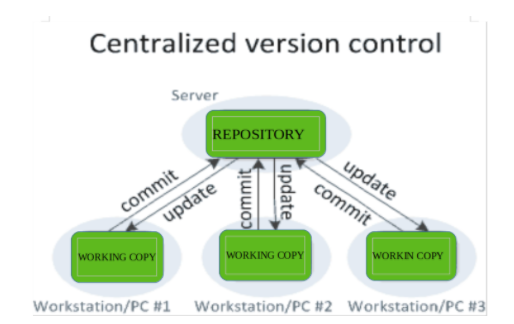 Centralized version control
Server
REPOSITORY
commit
update
commit
update
commit
update
WORKING COPY
WORKING COPY
WORKIN COPY
Workstation/PC #1
Workstation/PC #2
Workstation/PC #3